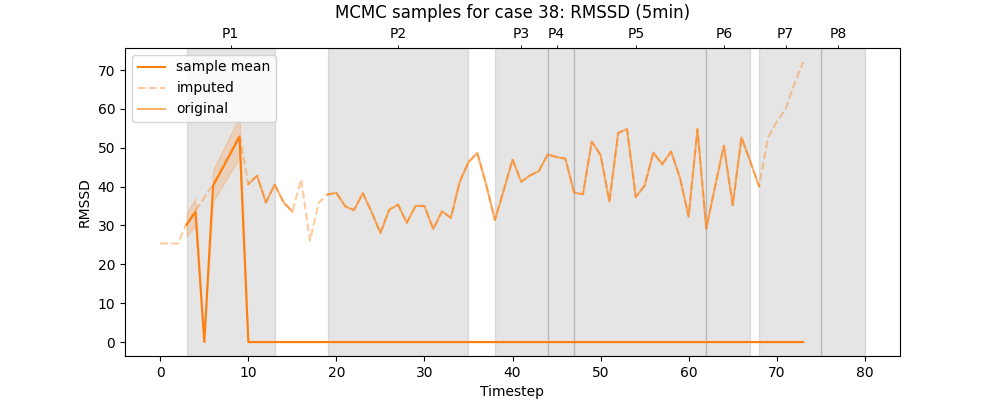 MCMC samples for case 38: RMSSD (5min)
P1 P2 P3 P4 P5 P6 P7 P8
sample mean
imputed
original
70
60
50
40
30
20
10
0
RMSSD
0 10 20 30 40 50 60 70 80
Timestep